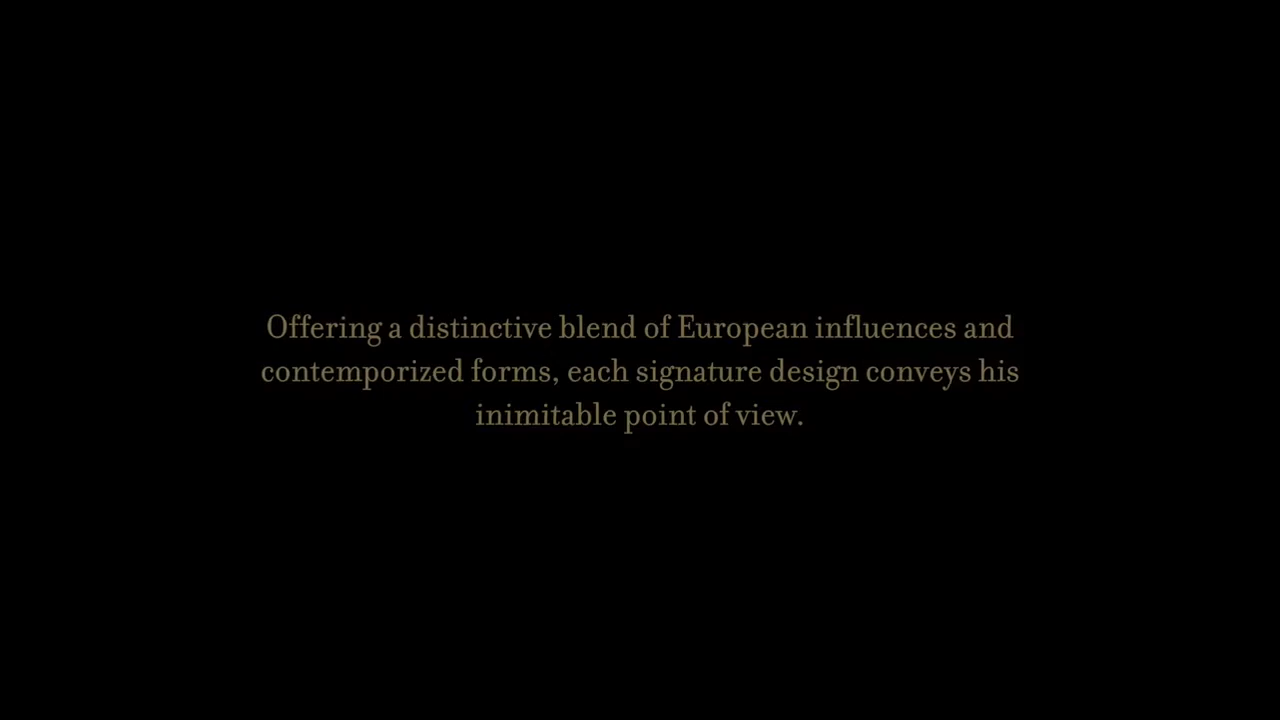 Offering a distinctive blend of European influences and
contemporized forms, each signature design conveys his
inimitable point of view.